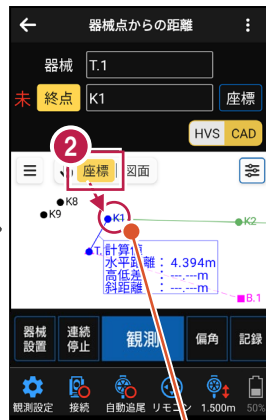 器械点からの距離
器械 T.1
未 終点 K1 座標
HVS CAD
2
座標 図面
K8
K9
K1
K2
T.
計算値
水平距離： 4.394m
高低差 ： ---.---m
斜距離 ： ---.---m
B.1
器械設置 連続停止 観測 偏角 記録
観測設定 接続 自動追尾 リモコン 1.500m 50%